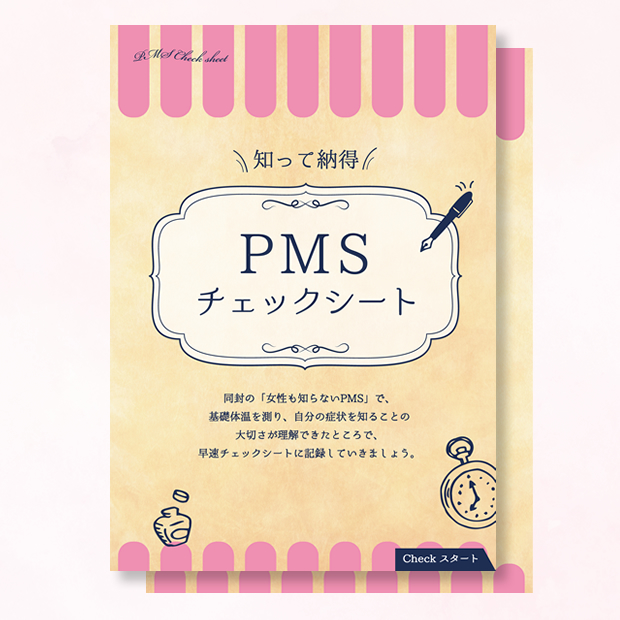 PMS Check sheet
知って納得
PMS
チェックシート
同封の「女性も知らないPMS」で、
基礎体温を測り、自分の症状を知ることの
大切さが理解できたところで、
早速チェックシートに記録していきましょう。
Check スタート